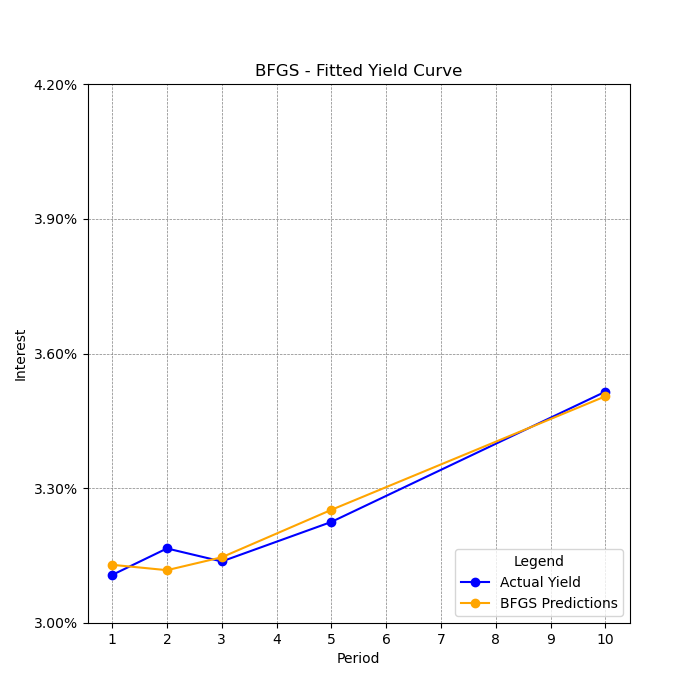 BFGS - Fitted Yield Curve
4.20%
3.90%
3.60%
3.30%
3.00%
Interest
Legend
Actual Yield
BFGS Predictions
1 2 3 4 5 6 7 8 9 10
Period